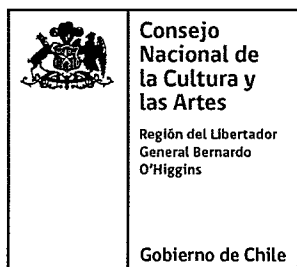 Consejo
Nacional de
la Cultura y
las Artes
Región del Libertador
General Bernardo
O'Higgins
Gobierno de Chile